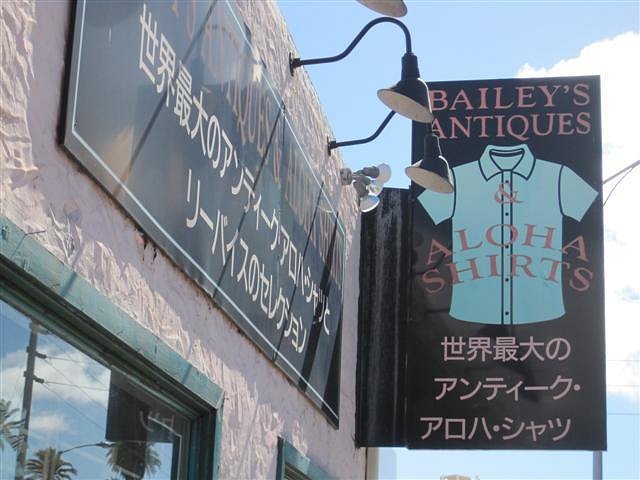 世界最大のアンティーク・アロハ・シャツと
リーバイスのセレクション
BAILEY'S
ANTIQUES
&
ALOHA
SHIRTS
世界最大の
アンティーク・
アロハ・シャツ